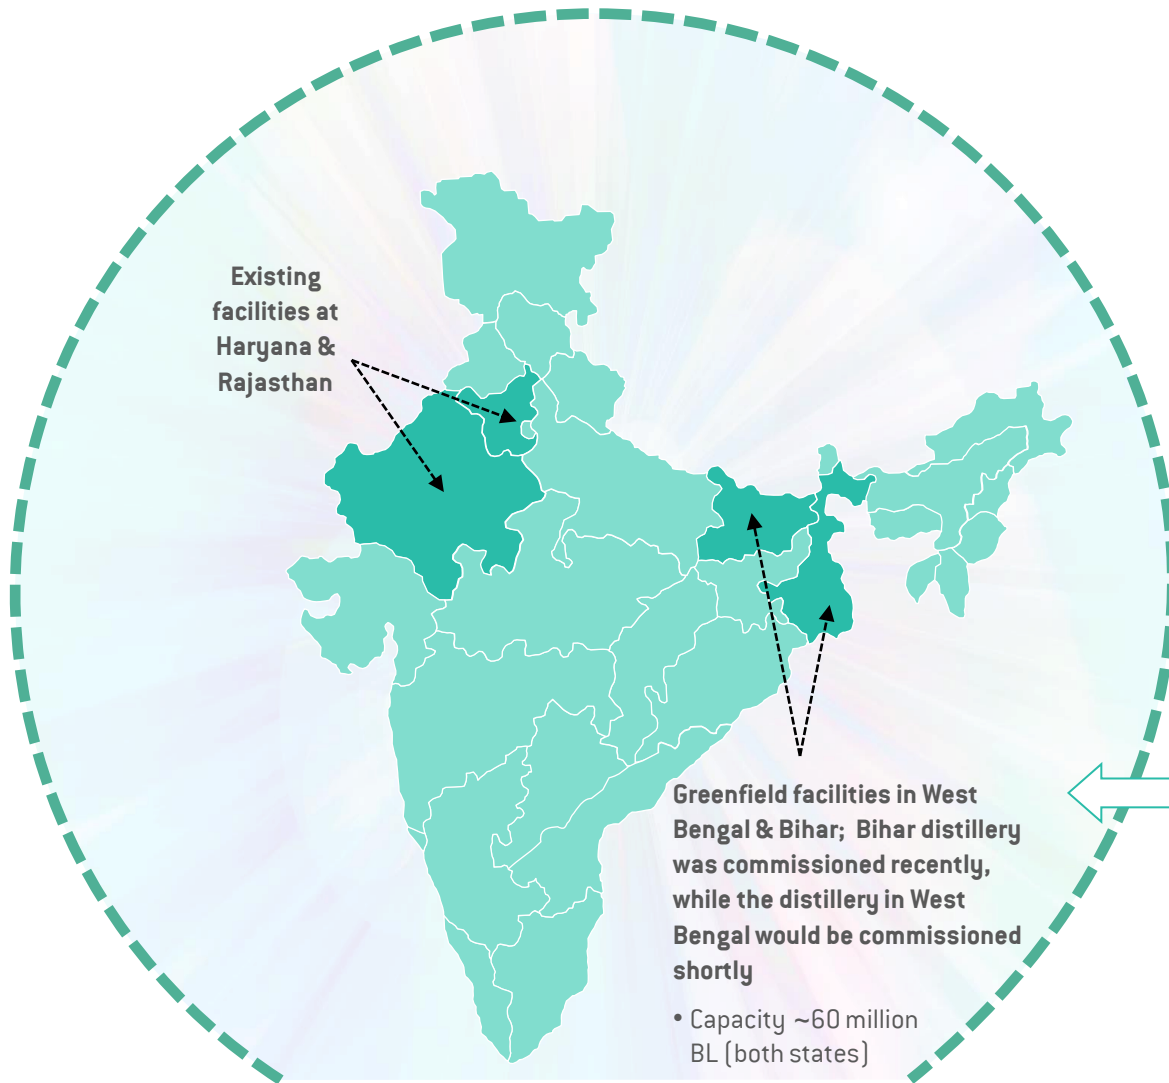 Existing
facilities at
Haryana &
Rajasthan
Greenfield facilities in West
Bengal & Bihar; Bihar distillery
was commissioned recently,
while the distillery in West
Bengal would be commissioned
shortly
• Capacity ~60 million
BL (both states)